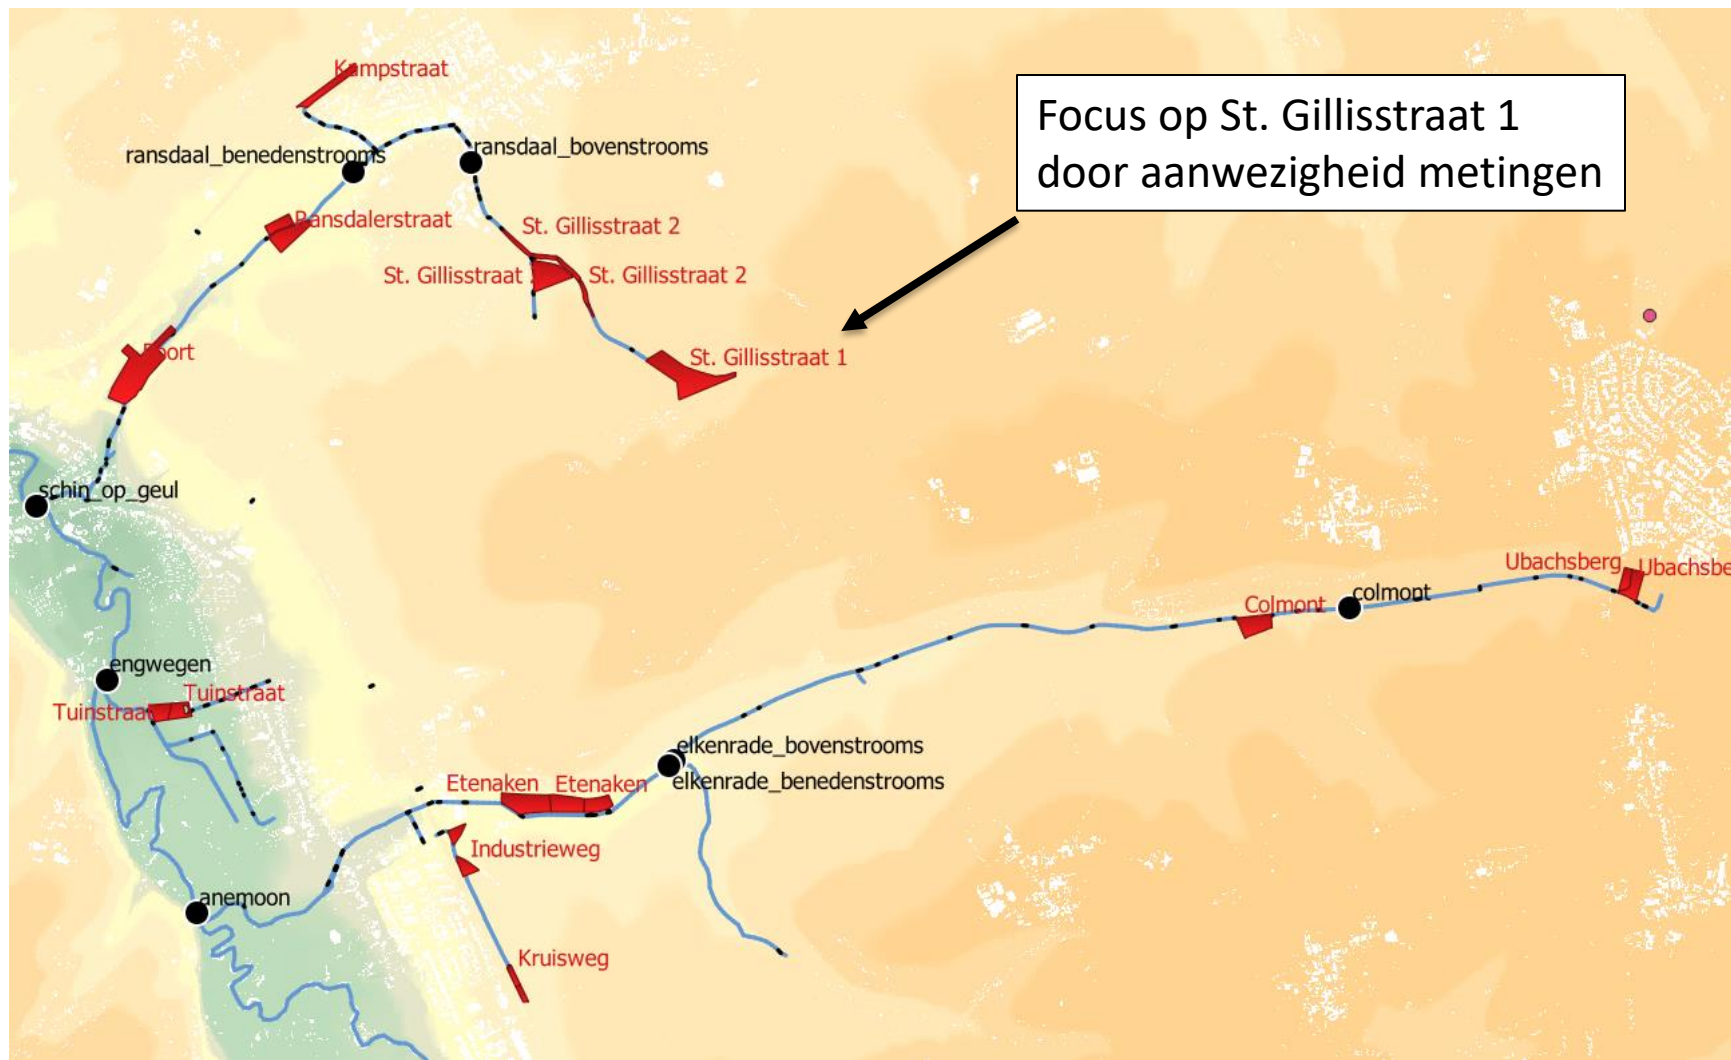 Kampstraat
Focus op St. Gillisstraat 1
door aanwezigheid metingen
ransdaal_benedenstrooms
ransdaal_bovenstrooms
Ransdalerstraat
St. Gillisstraat 2
St. Gillisstraat
St. Gillisstraat 2
St. Gillisstraat 1
schin_op_geul
Ubachsberg
Ubachsbe
Colmont
colmont
engwegen
Tuinstraat
Tuinstraat
elkenrade_bovenstrooms
elkenrade_benedenstrooms
Etenaken
Etenaken
Industrieweg
anemoon
Kruisweg